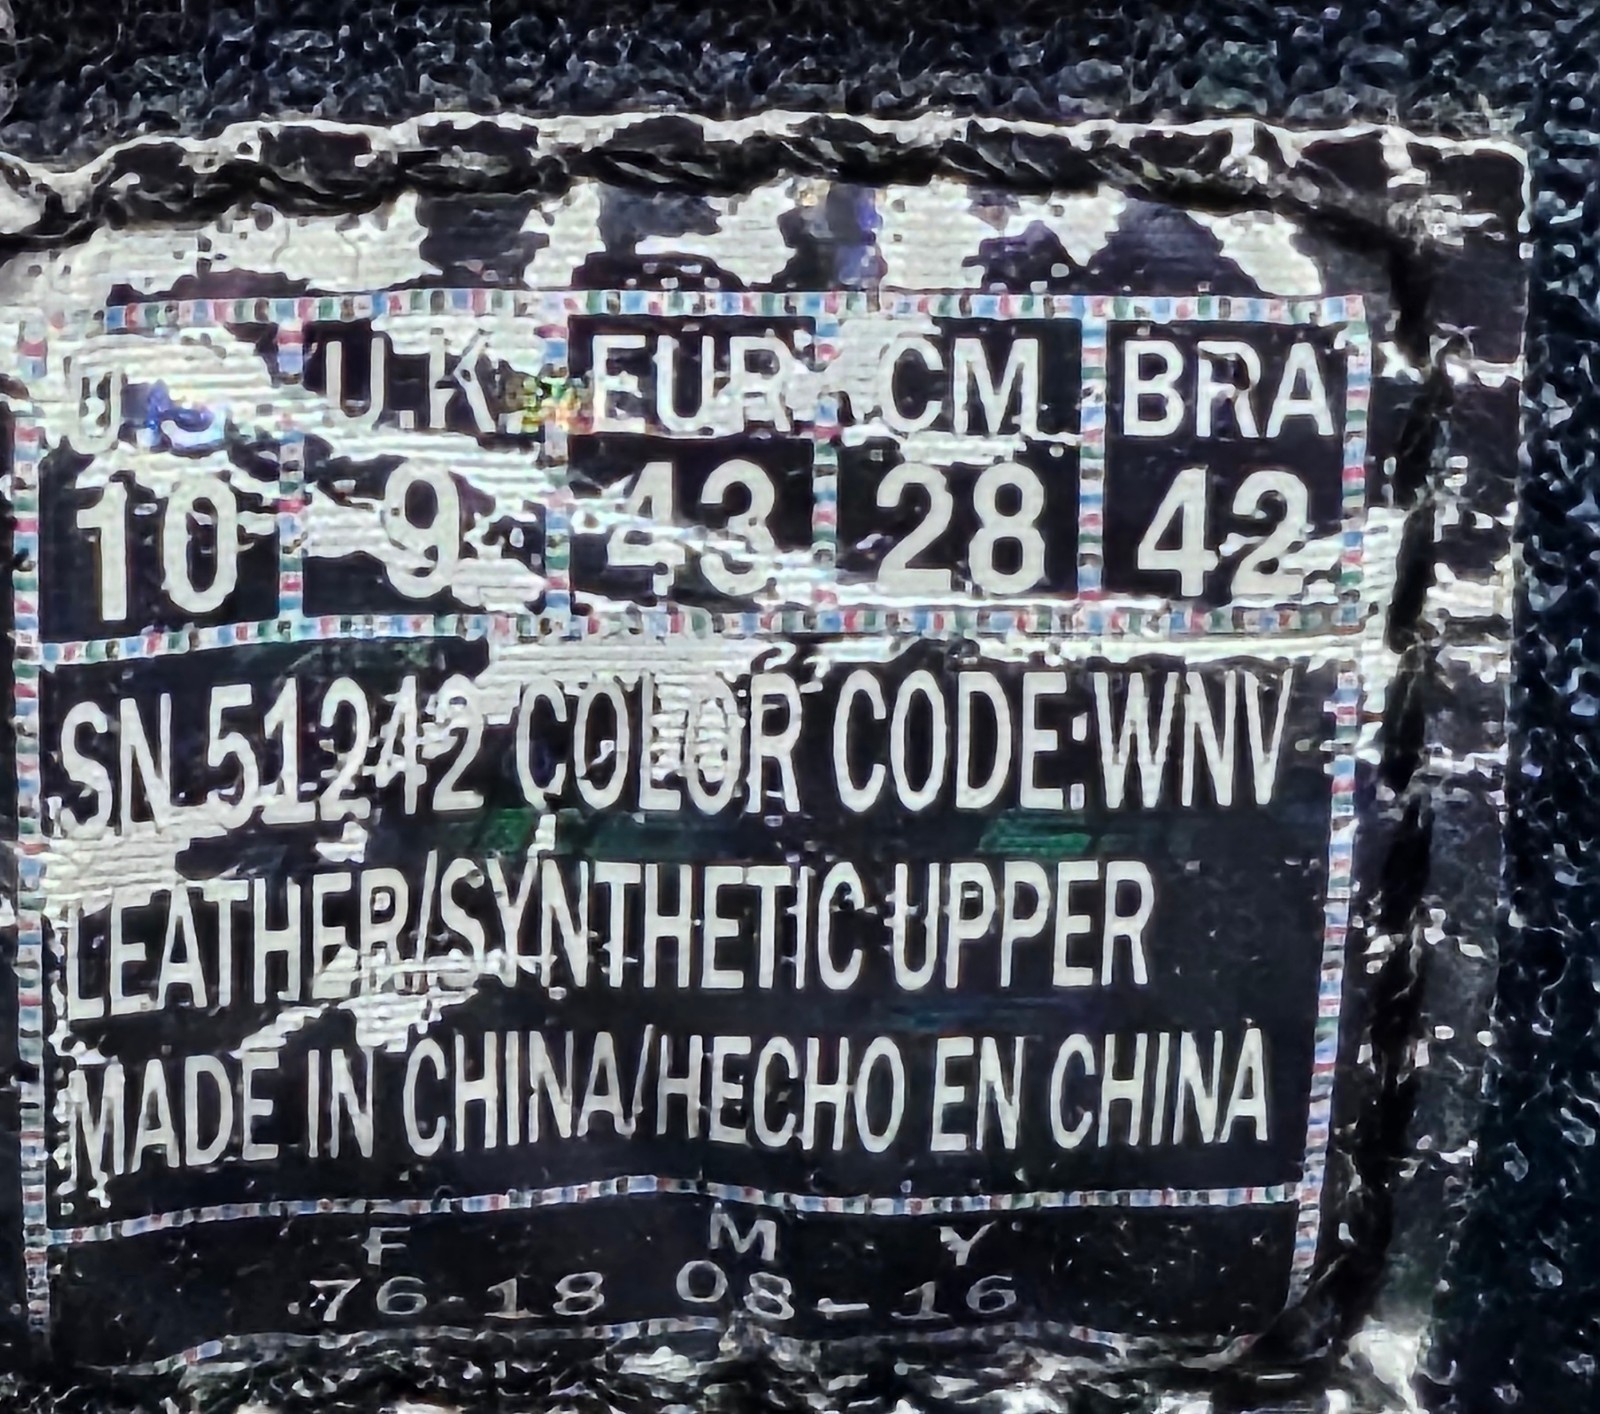 U.S U.K. EUR CM BRA
10 9 43 28 42
SN.51242 COLOR CODE:WNV
LEATHER/SYNTHETIC UPPER
MADE IN CHINA/HECHO EN CHINA
F M Y
76-18 08-16